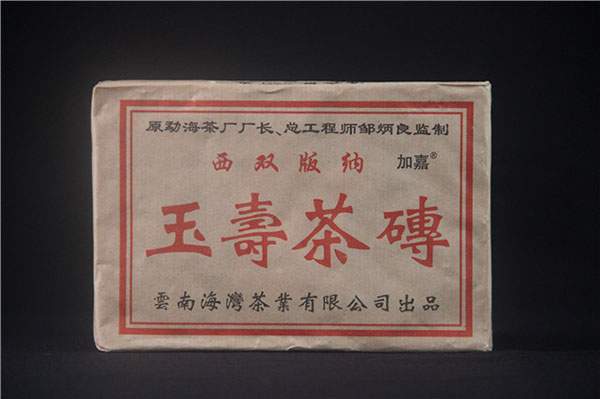 原勐海茶厂厂长、总工程师邹炳良监制
西双版纳 加嘉®
玉壽茶磚
雲南海灣茶業有限公司出品